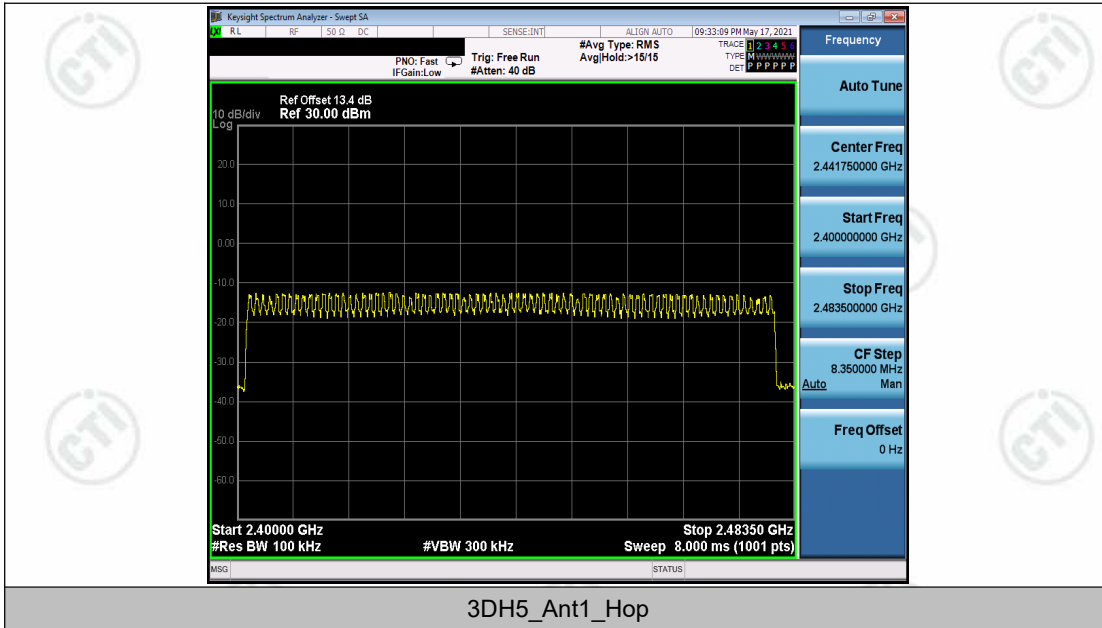 Keysight Spectrum Analyzer - Swept SA
LXI RL RF 50 Ω DC SENSE:INT ALIGN AUTO 09:33:09 PM May 17, 2021
PNO: Fast Trig: Free Run #Avg Type: RMS TRACE 1 2 3 4 5 6
IFGain:Low #Atten: 40 dB Avg|Hold:>15/15 TYPE M WWWWW
DET P P P P P P
Ref Offset 13.4 dB
10 dB/div Ref 30.00 dBm
Log
20.0
10.0
0.00
-10.0
-20.0
-30.0
-40.0
-50.0
-60.0
Start 2.40000 GHz Stop 2.48350 GHz
#Res BW 100 kHz #VBW 300 kHz Sweep 8.000 ms (1001 pts)
MSG STATUS
Frequency
Auto Tune
Center Freq
2.441750000 GHz
Start Freq
2.400000000 GHz
Stop Freq
2.483500000 GHz
CF Step
8.350000 MHz
Auto Man
Freq Offset
0 Hz
CTI
CTI
CTI
CTI
3DH5_Ant1_Hop